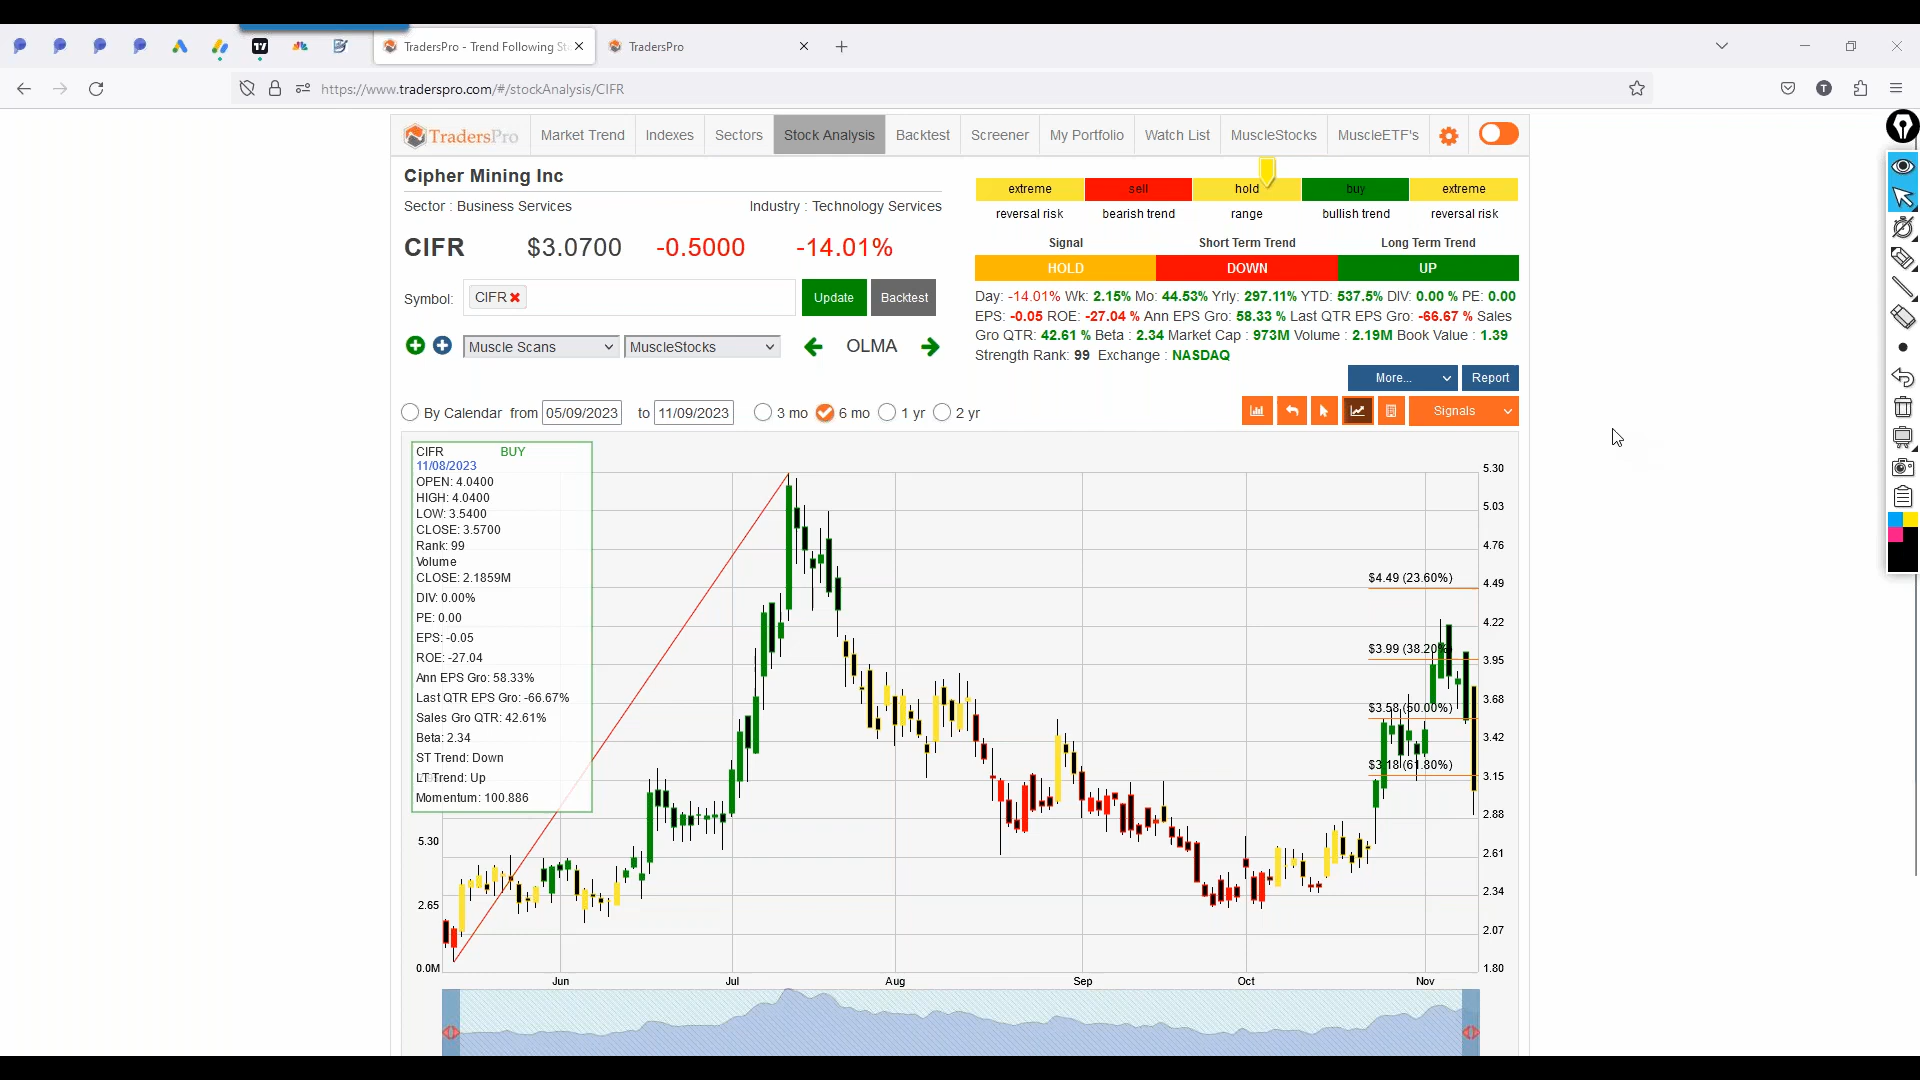 TradersPro - Trend Following St
TradersPro
https://www.traderspro.com/#/stockAnalysis/CIFR
TradersPro
Market Trend
Indexes
Sectors
Stock Analysis
Backtest
Screener
My Portfolio
Watch List
MuscleStocks
MuscleETF's
Cipher Mining Inc
Sector : Business Services
Industry : Technology Services
CIFR $3.0700 -0.5000 -14.01%
Symbol: CIFR
Update
Backtest
Muscle Scans
MuscleStocks
OLMA
extreme sell hold buy extreme
reversal risk bearish trend range bullish trend reversal risk
Signal Short Term Trend Long Term Trend
HOLD DOWN UP
Day: -14.01% Wk: 2.15% Mo: 44.53% Yrly: 297.11% YTD: 537.5% DIV: 0.00 % PE: 0.00
EPS: -0.05 ROE: -27.04 % Ann EPS Gro: 58.33 % Last QTR EPS Gro: -66.67 % Sales
Gro QTR: 42.61 % Beta : 2.34 Market Cap : 973M Volume : 2.19M Book Value : 1.39
Strength Rank: 99 Exchange : NASDAQ
More...
Report
By Calendar from 05/09/2023 to 11/09/2023 3 mo 6 mo 1 yr 2 yr
Signals
CIFR BUY
11/08/2023
OPEN: 4.0400
HIGH: 4.0400
LOW: 3.5400
CLOSE: 3.5700
Rank: 99
Volume
CLOSE: 2.1859M
DIV: 0.00%
PE: 0.00
EPS: -0.05
ROE: -27.04
Ann EPS Gro: 58.33%
Last QTR EPS Gro: -66.67%
Sales Gro QTR: 42.61%
Beta: 2.34
ST Trend: Down
LT Trend: Up
Momentum: 100.886
5.30
2.65
0.0M
$4.49 (23.60%)
$3.99 (38.20%)
$3.58 (50.00%)
$3.18 (61.80%)
5.30
5.03
4.76
4.49
4.22
3.95
3.68
3.42
3.15
2.88
2.61
2.34
2.07
1.80
Jun Jul Aug Sep Oct Nov